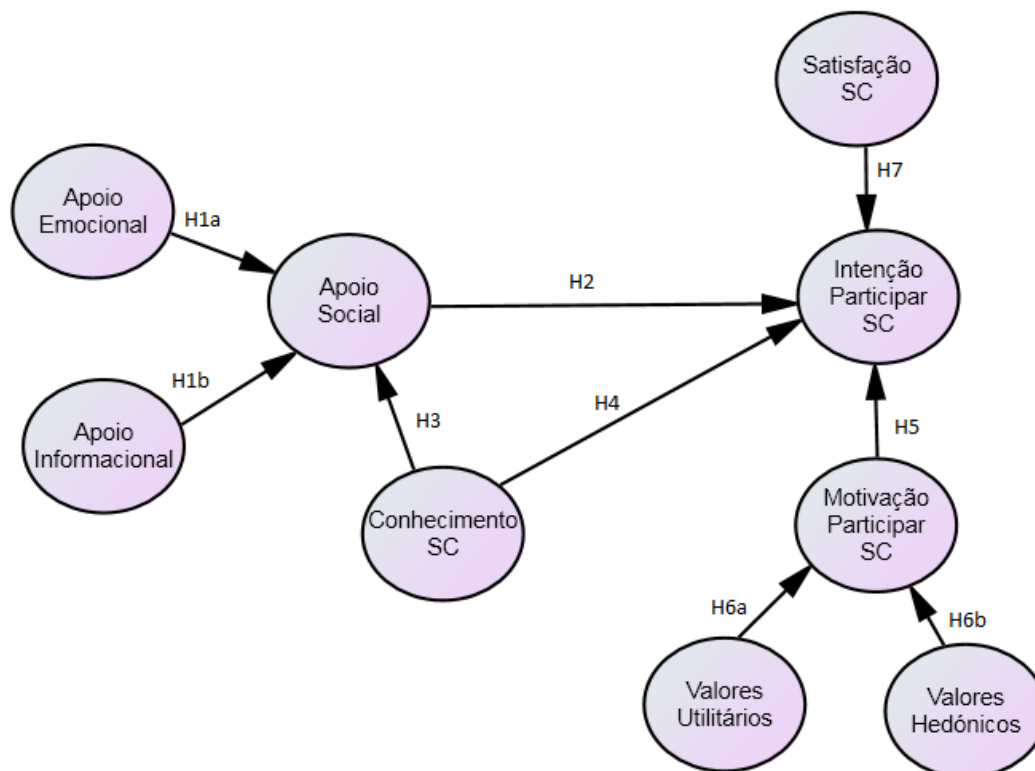 Satisfação
SC
H7
Apoio
Emocional
H1a
Apoio
Social
H2
Intenção
Participar
SC
H1b
Apoio
Informacional
H3
H4
H5
Conhecimento
SC
Motivação
Participar
SC
H6a
H6b
Valores
Utilitários
Valores
Hedónicos